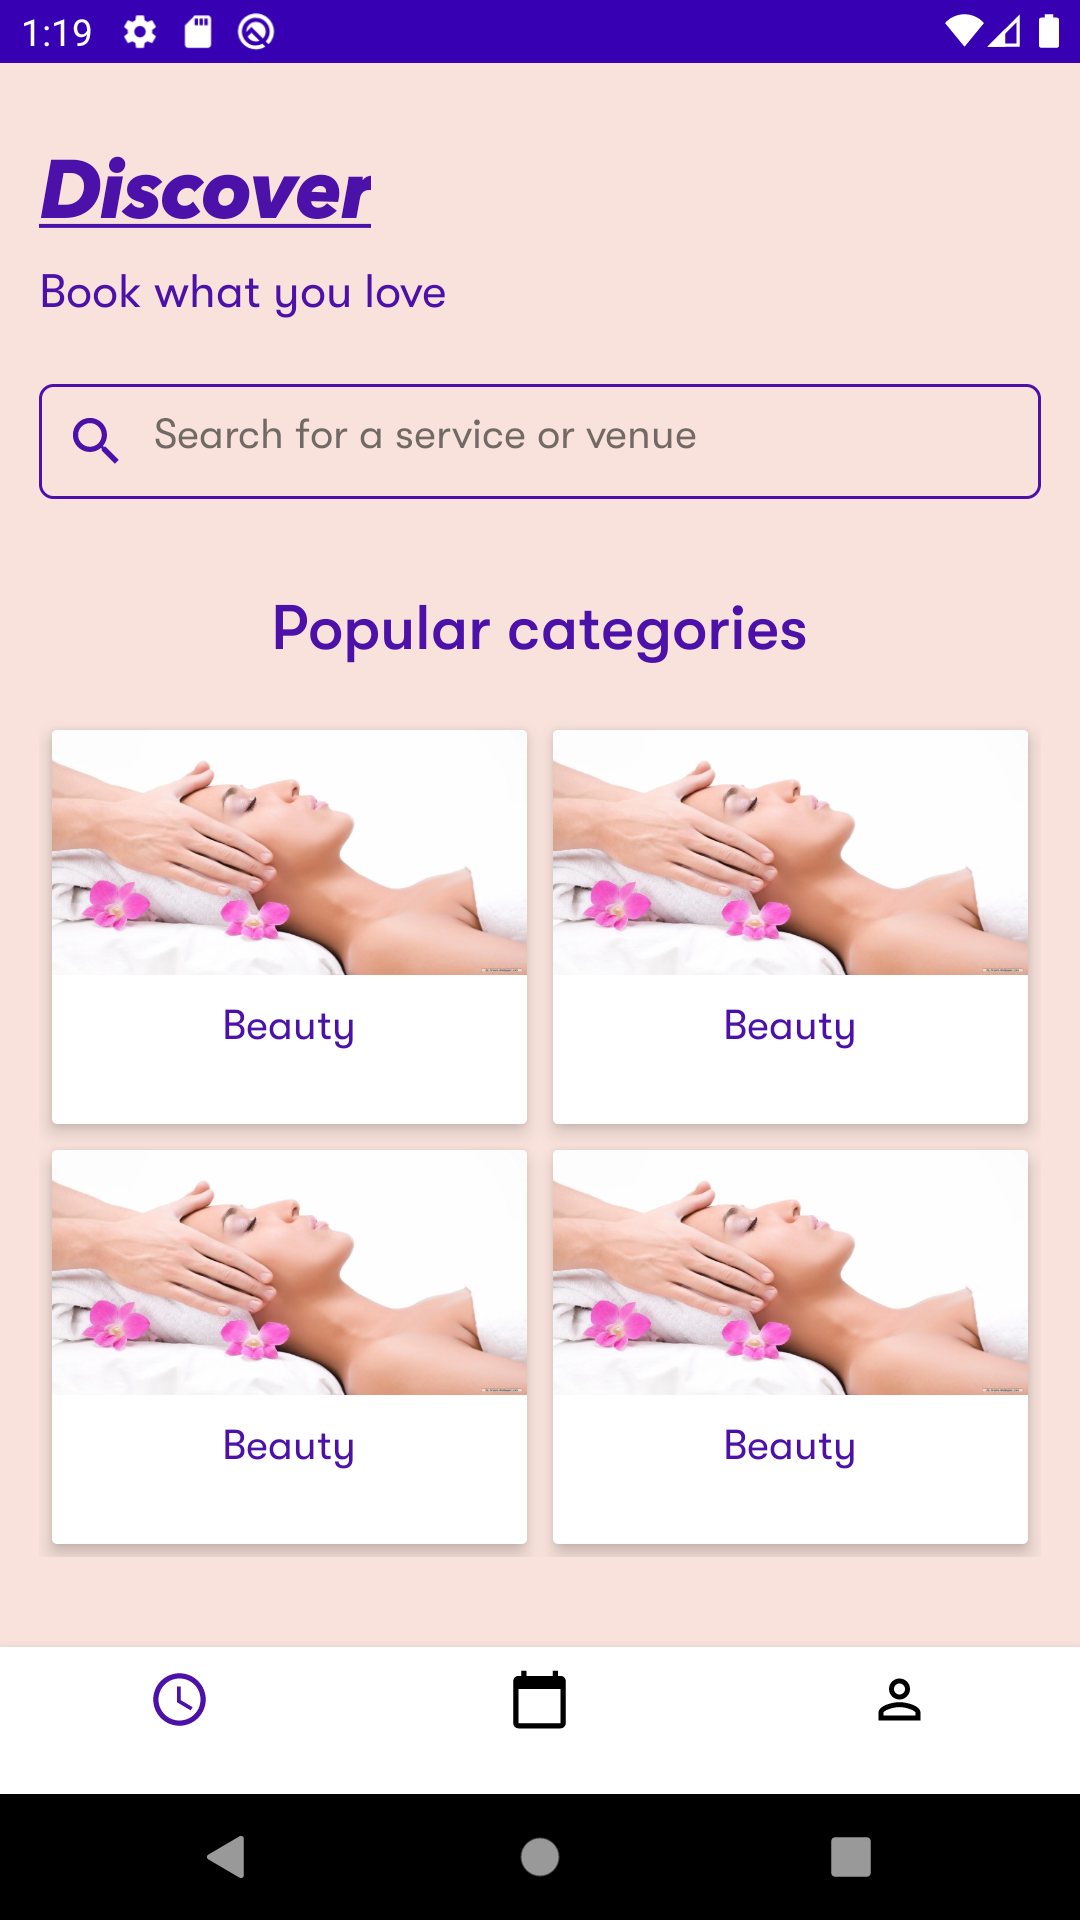 1:19
Discover
Book what you love
Search for a service or venue
Popular categories
Beauty
Beauty
Beauty
Beauty